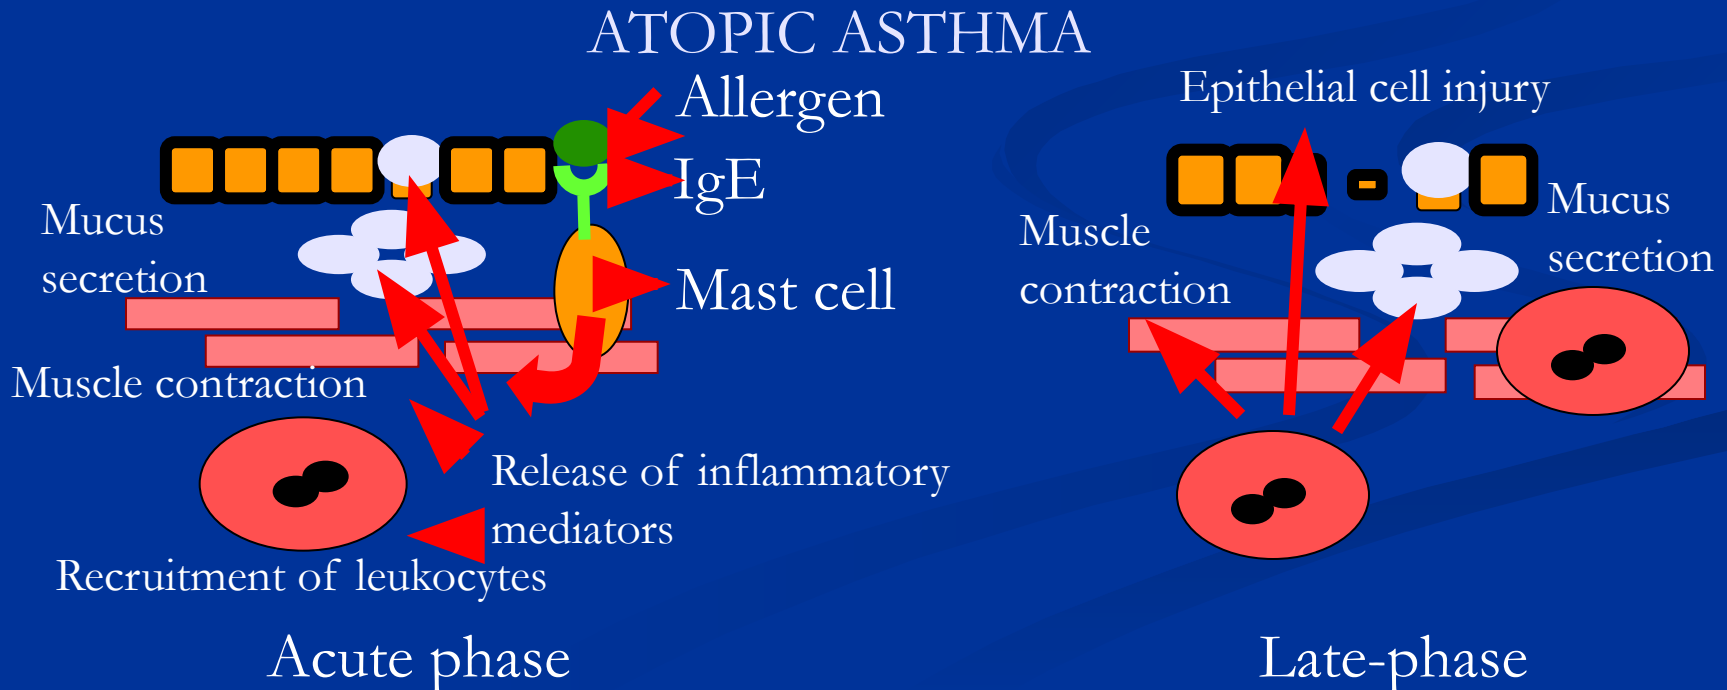 ATOPIC ASTHMA
Allergen
IgE
Mast cell
Mucus
secretion
Muscle contraction
Release of inflammatory
mediators
Recruitment of leukocytes
Acute phase
Epithelial cell injury
Muscle
contraction
Mucus
secretion
Late-phase